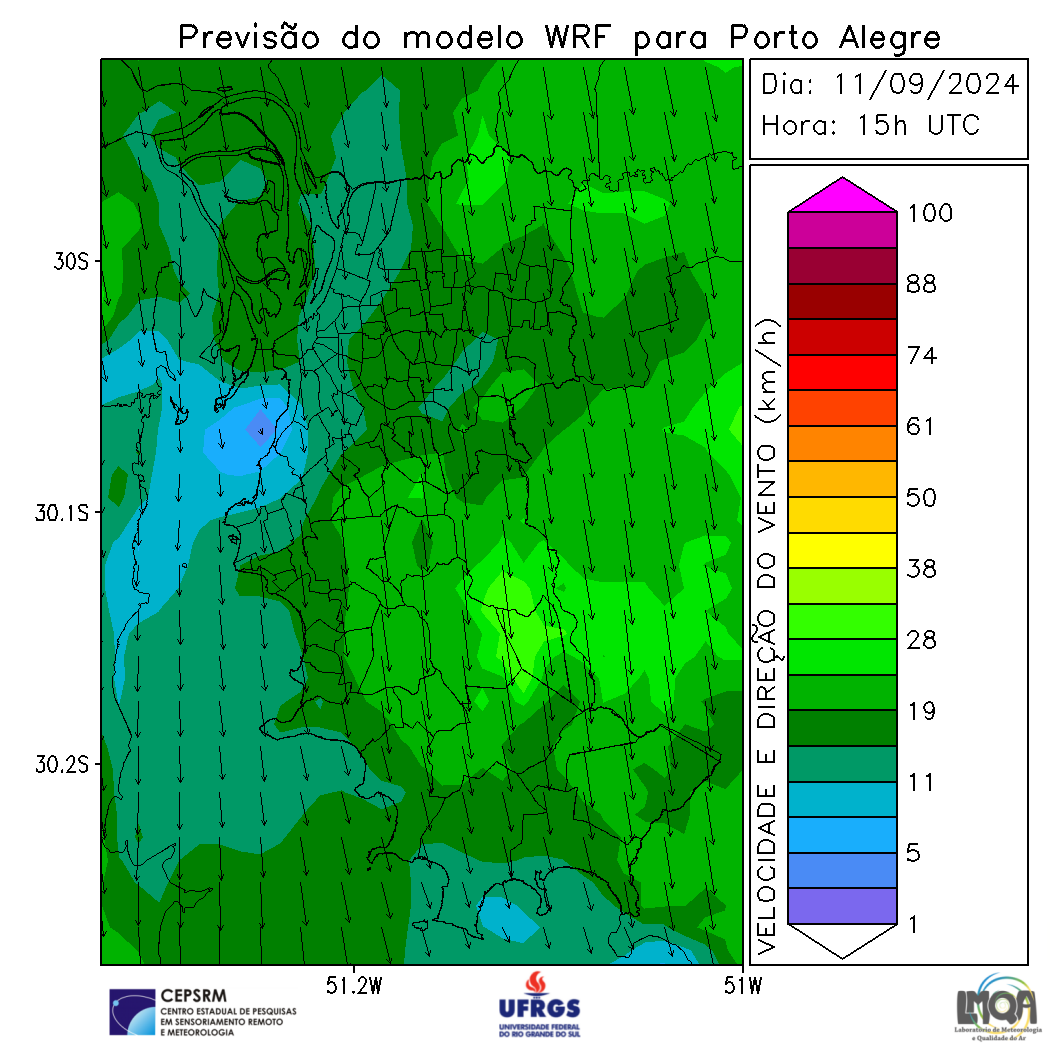 Previsão do modelo WRF para Porto Alegre
Dia: 11/09/2024
Hora: 15h UTC
30S
30.1S
30.2S
51.2W
51W
VELOCIDADE E DIREÇÃO DO VENTO (km/h)
100
88
74
61
50
38
28
19
11
5
1
CEPSRM
CENTRO ESTADUAL DE PESQUISAS
EM SENSORIAMENTO REMOTO
E METEOROLOGIA
UFRGS
UNIVERSIDADE FEDERAL
DO RIO GRANDE DO SUL
LMQA
Laboratório de Meteorologia
e Qualidade do Ar